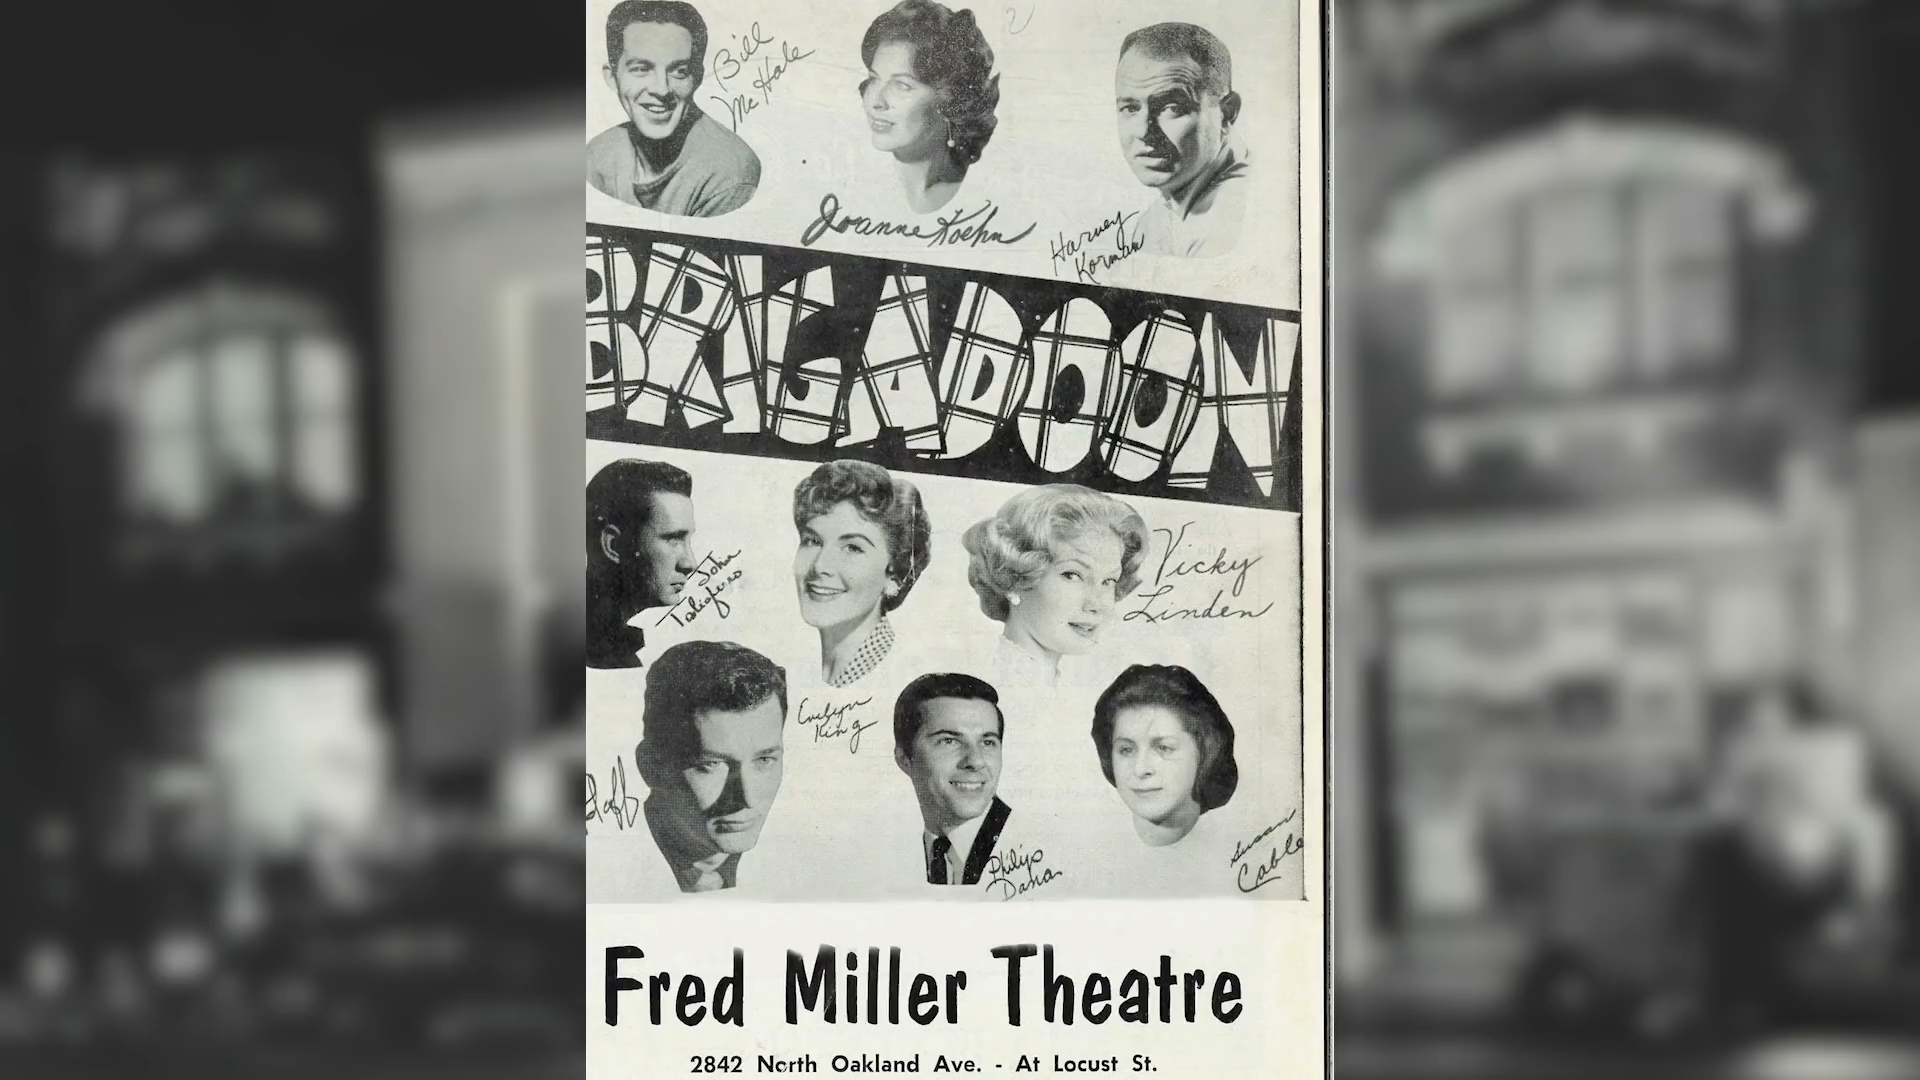 Bill
McHale
Joanne Koehn
Harvey
Korman
BRIGADOON
John
Taliaferro
Vicky
Linden
Evelyn
King
Philip
Dana
Susan
Cable
Fred Miller Theatre
2842 North Oakland Ave. - At Locust St.